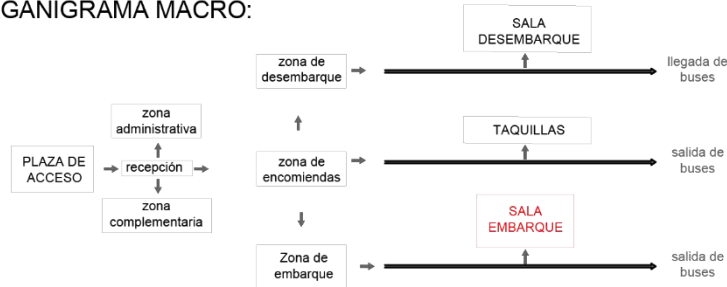 GANIGRAMA MACRO:
SALA
DESEMBARQUE
zona de
desembarque
llegada de
buses
zona
administrativa
TAQUILLAS
PLAZA DE
ACCESO
recepción
zona de
encomiendas
salida de
buses
zona
complementaria
SALA
EMBARQUE
Zona de
embarque
salida de
buses